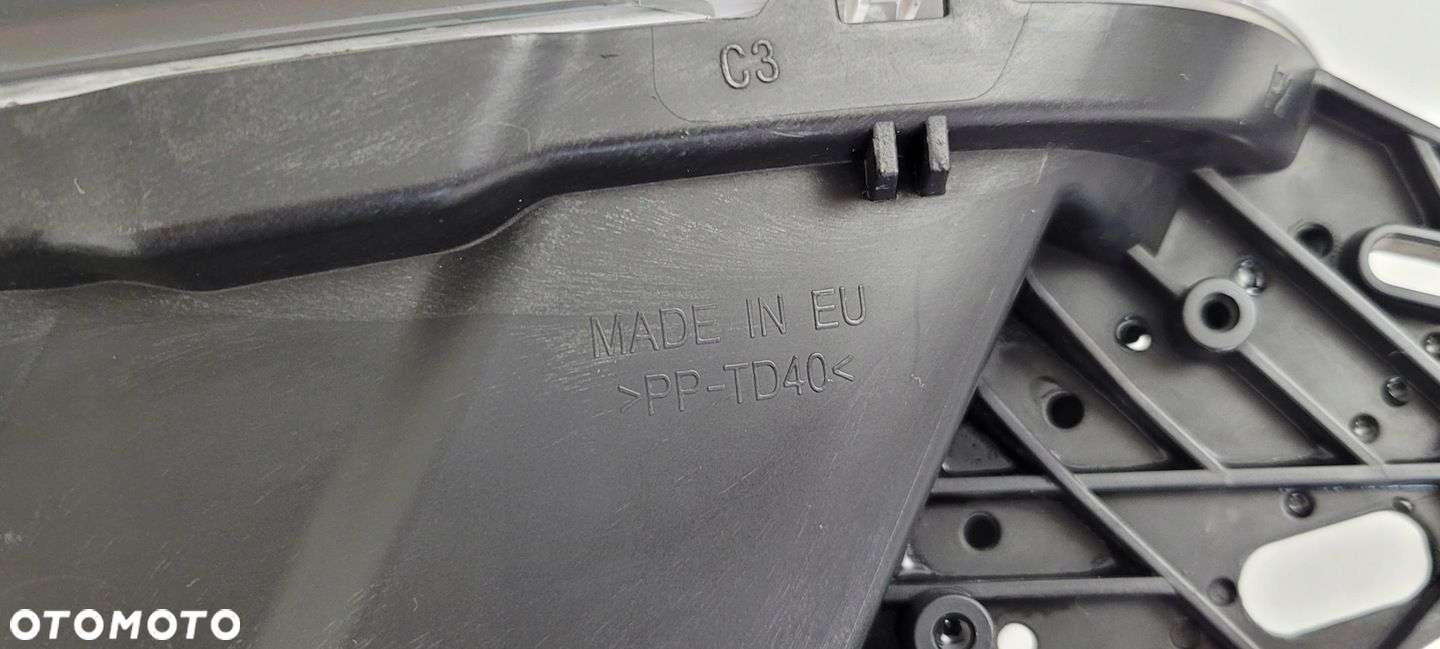 C3
MADE IN EU
>PP-TD40<
OTOMOTO